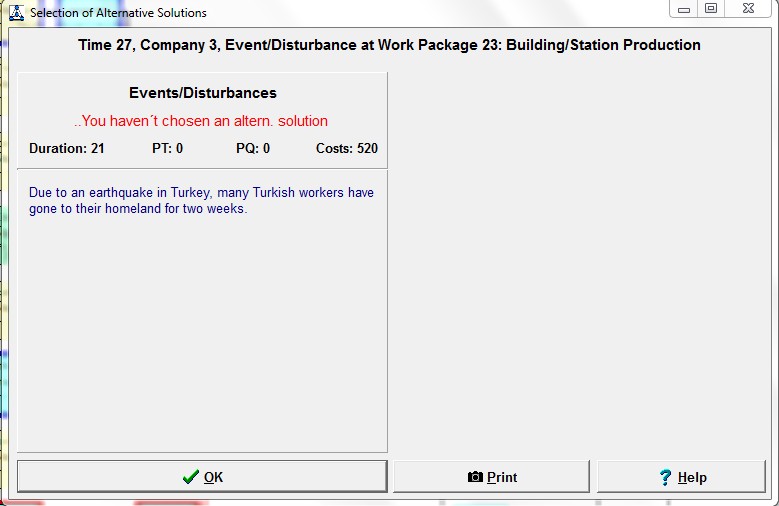 Selection of Alternative Solutions
Time 27, Company 3, Event/Disturbance at Work Package 23: Building/Station Production
Events/Disturbances
..You haven´t chosen an altern. solution
Duration: 21 PT: 0 PQ: 0 Costs: 520
Due to an earthquake in Turkey, many Turkish workers have
gone to their homeland for two weeks.
OK Print Help